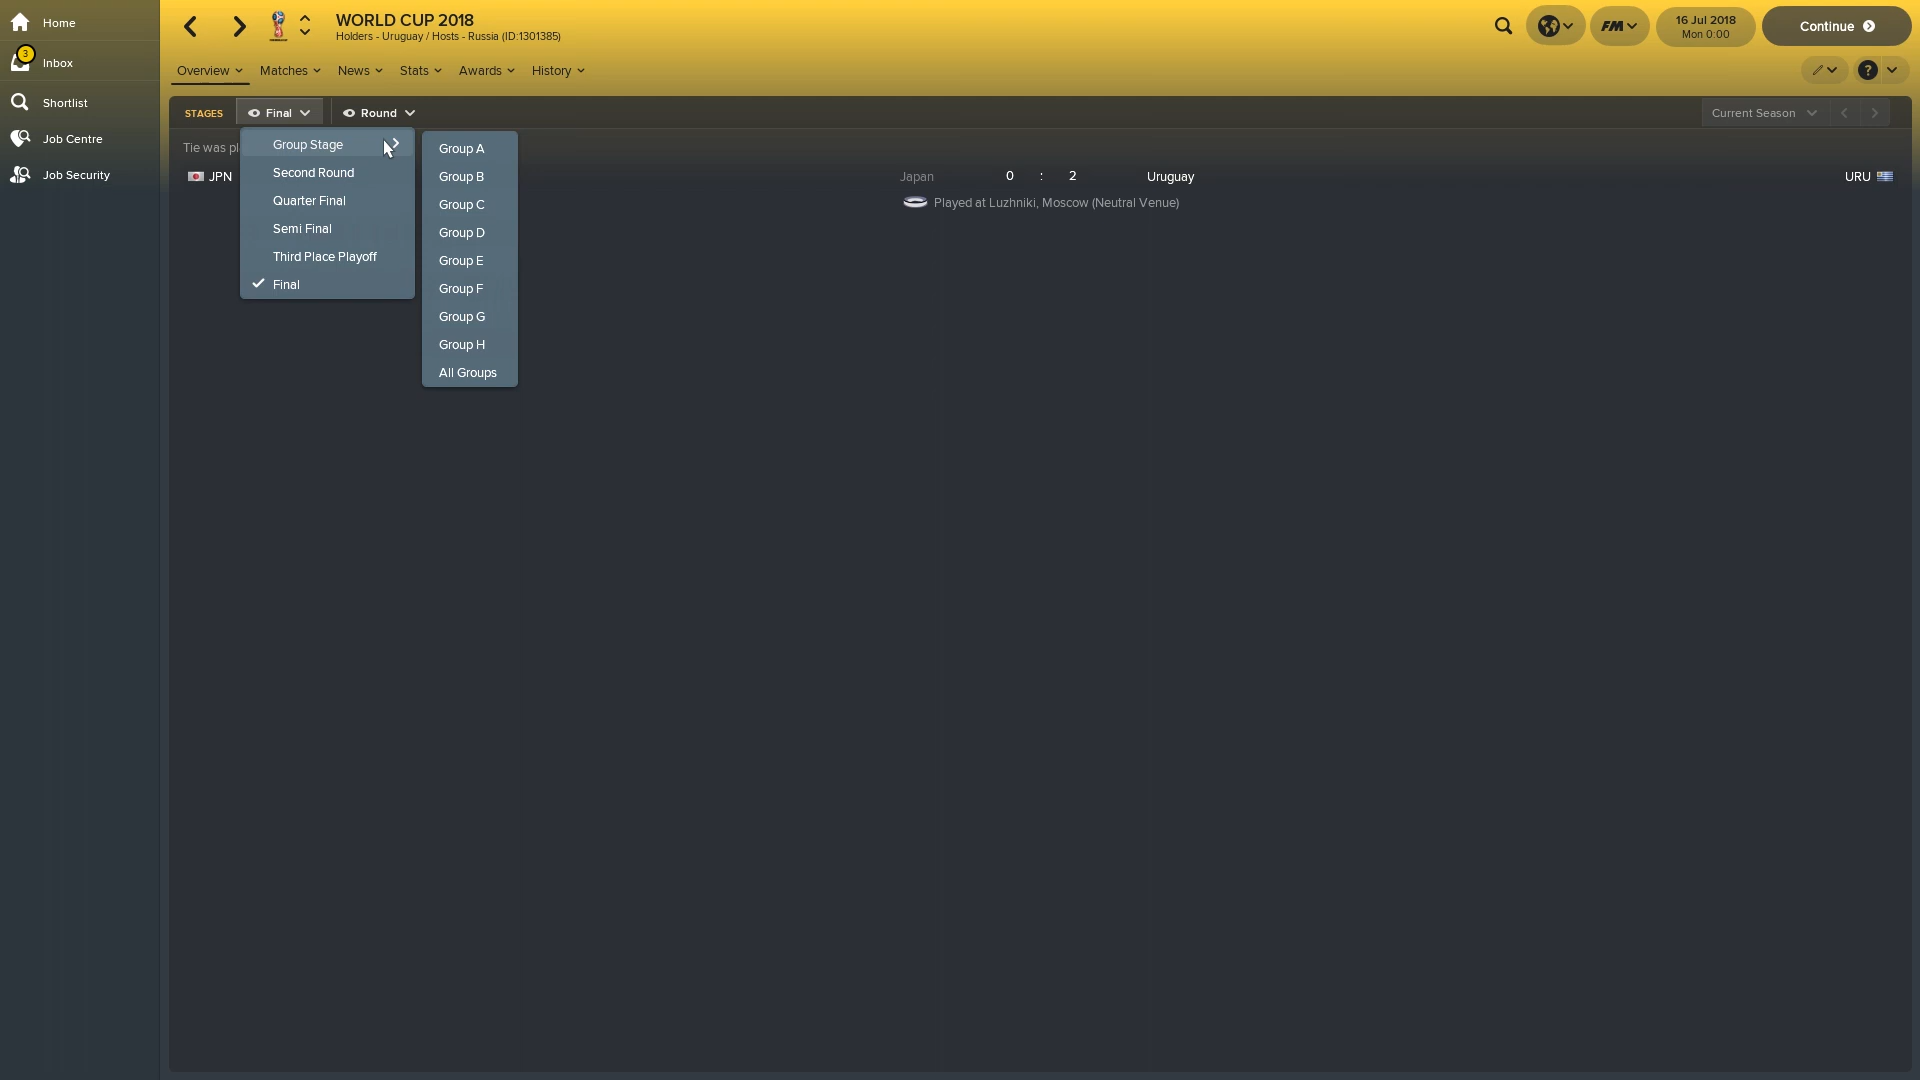 Home
3
Inbox
Shortlist
Job Centre
Job Security
WORLD CUP 2018
Holders - Uruguay / Hosts - Russia (ID:1301385)
FM
16 Jul 2018
Mon 0:00
Continue
Overview
Matches
News
Stats
Awards
History
?
STAGES
Final
Round
Current Season
Tie was pl
JPN
Japan
0 : 2
Uruguay
URU
Played at Luzhniki, Moscow (Neutral Venue)
Group Stage
Second Round
Quarter Final
Semi Final
Third Place Playoff
Final
Group A
Group B
Group C
Group D
Group E
Group F
Group G
Group H
All Groups